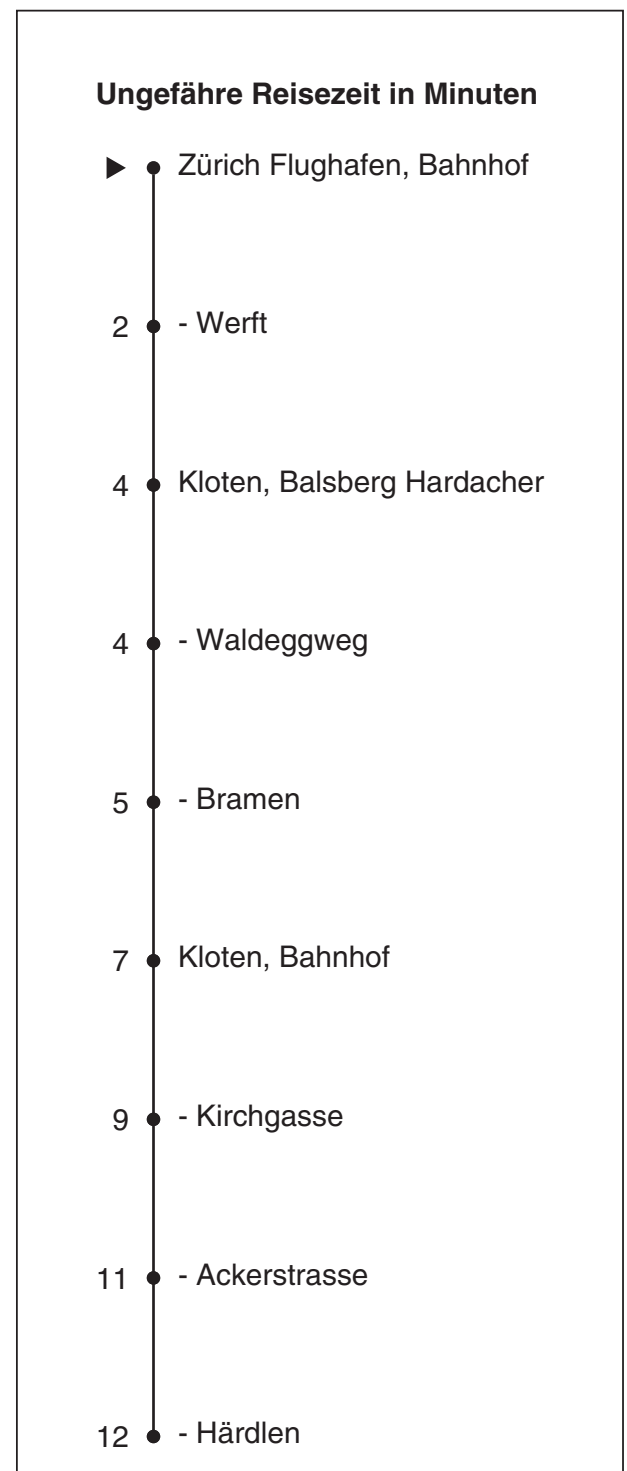 Ungefähre Reisezeit in Minuten
Zürich Flughafen, Bahnhof
2 - Werft
4 Kloten, Balsberg Hardacher
4 - Waldeggweg
5 - Bramen
7 Kloten, Bahnhof
9 - Kirchgasse
11 - Ackerstrasse
12 - Härdlen